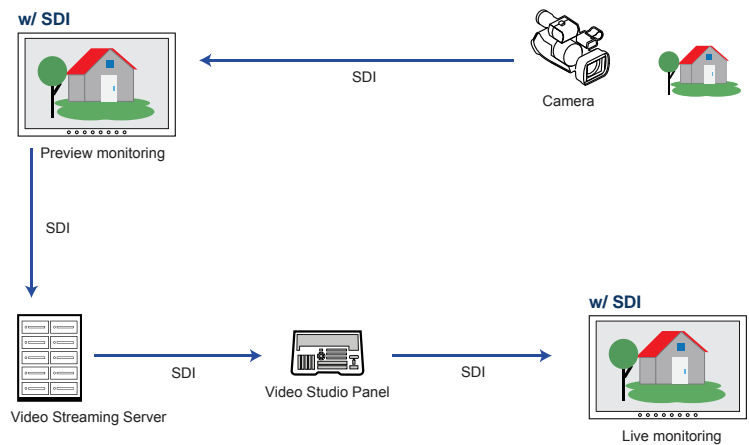 w/ SDI
SDI
Camera
Preview monitoring
SDI
w/ SDI
SDI
Video Studio Panel
SDI
Video Streaming Server
Live monitoring